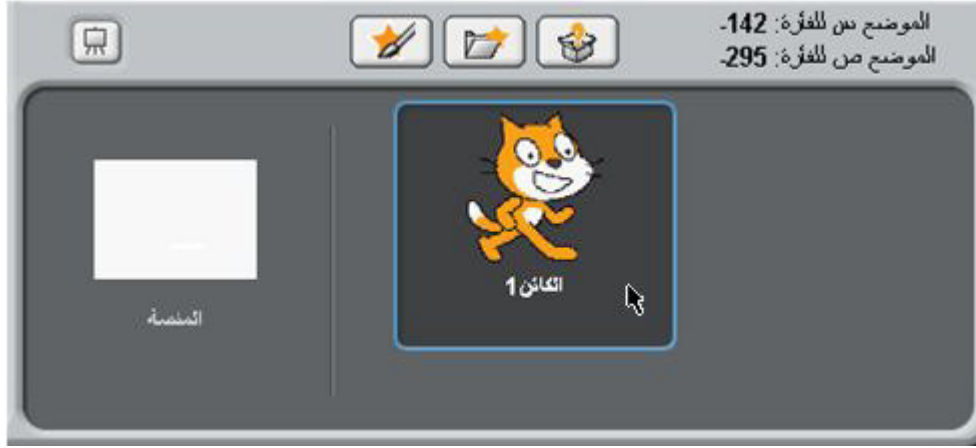 الموضع س للفأرة: 142-
الموضع ص للفأرة: 295-
الكائن1
المنصة